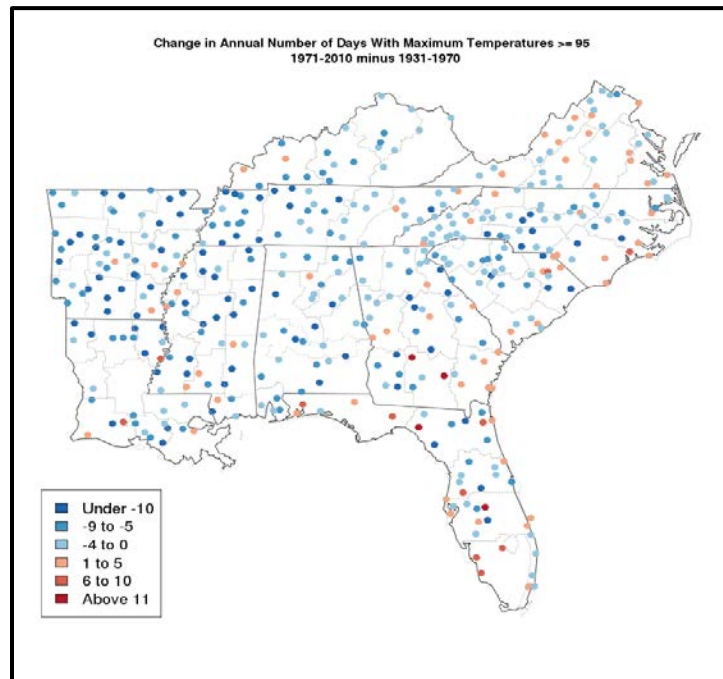 Change in Annual Number of Days With Maximum Temperatures >= 95
1971-2010 minus 1931-1970
Under -10
-9 to -5
-4 to 0
1 to 5
6 to 10
Above 11